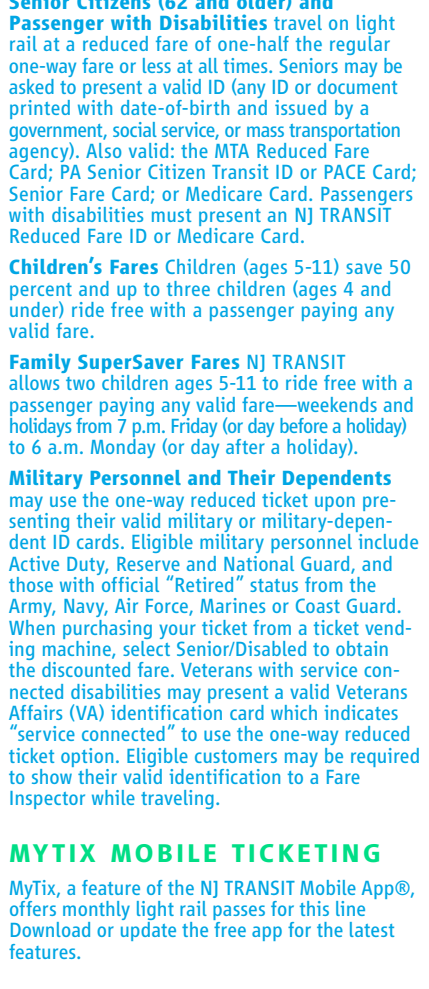 Senior Citizens (62 and older) and
Passenger with Disabilities travel on light
rail at a reduced fare of one-half the regular
one-way fare or less at all times. Seniors may be
asked to present a valid ID (any ID or document
printed with date-of-birth and issued by a
government, social service, or mass transportation
agency). Also valid: the MTA Reduced Fare
Card; PA Senior Citizen Transit ID or PACE Card;
Senior Fare Card; or Medicare Card. Passengers
with disabilities must present an NJ TRANSIT
Reduced Fare ID or Medicare Card.
Children's Fares Children (ages 5-11) save 50
percent and up to three children (ages 4 and
under) ride free with a passenger paying any
valid fare.
Family SuperSaver Fares NJ TRANSIT
allows two children ages 5-11 to ride free with a
passenger paying any valid fare—weekends and
holidays from 7 p.m. Friday (or day before a holiday)
to 6 a.m. Monday (or day after a holiday).
Military Personnel and Their Dependents
may use the one-way reduced ticket upon pre-
senting their valid military or military-depen-
dent ID cards. Eligible military personnel include
Active Duty, Reserve and National Guard, and
those with official "Retired" status from the
Army, Navy, Air Force, Marines or Coast Guard.
When purchasing your ticket from a ticket vend-
ing machine, select Senior/Disabled to obtain
the discounted fare. Veterans with service con-
nected disabilities may present a valid Veterans
Affairs (VA) identification card which indicates
"service connected" to use the one-way reduced
ticket option. Eligible customers may be required
to show their valid identification to a Fare
Inspector while traveling.
MYTIX MOBILE TICKETING
MyTix, a feature of the NJ TRANSIT Mobile App®,
offers monthly light rail passes for this line
Download or update the free app for the latest
features.